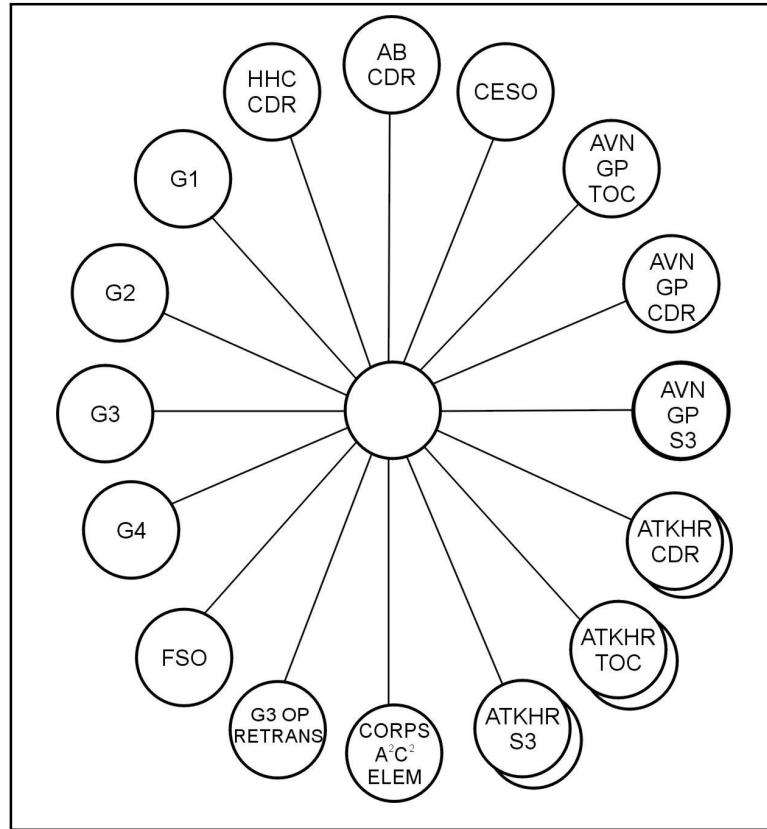 AB
CDR
CESO
AVN
GP
TOC
AVN
GP
CDR
AVN
GP
S3
ATKHR
CDR
ATKHR
TOC
ATKHR
S3
CORPS
A²C²
ELEM
G3 OP
RETRANS
FSO
G4
G3
G2
G1
HHC
CDR